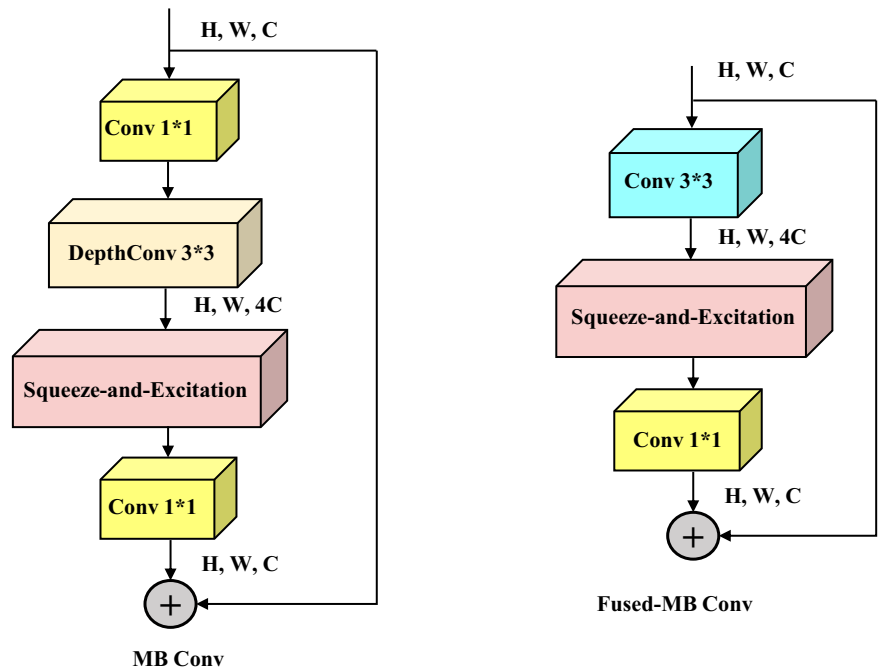 H, W, C
Conv 1*1
DepthConv 3*3
H, W, 4C
Squeeze-and-Excitation
Conv 1*1
H, W, C
+
MB Conv
H, W, C
Conv 3*3
H, W, 4C
Squeeze-and-Excitation
Conv 1*1
H, W, C
+
Fused-MB Conv